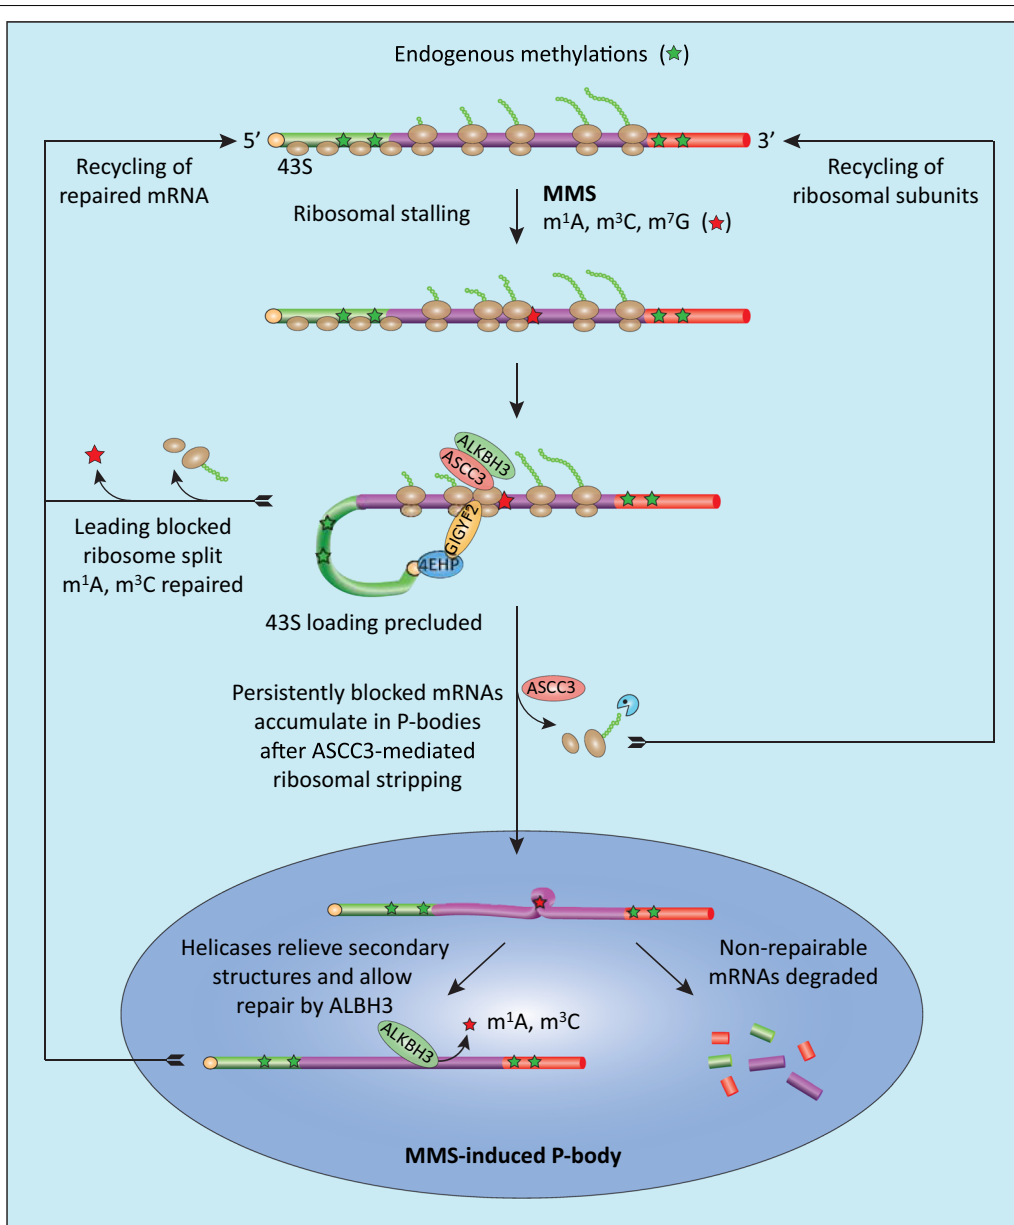 Endogenous methylations (★)
5’
3’
43S
Recycling of
repaired mRNA
Recycling of
ribosomal subunits
Ribosomal stalling
MMS
m¹A, m³C, m⁷G (★)
ALKBH3
ASCC3
GIGYF2
4EHP
Leading blocked
ribosome split
m¹A, m³C repaired
43S loading precluded
Persistently blocked mRNAs
accumulate in P-bodies
after ASCC3-mediated
ribosomal stripping
ASCC3
Helicases relieve secondary
structures and allow
repair by ALBH3
Non-repairable
mRNAs degraded
ALKBH3
m¹A, m³C
MMS-induced P-body